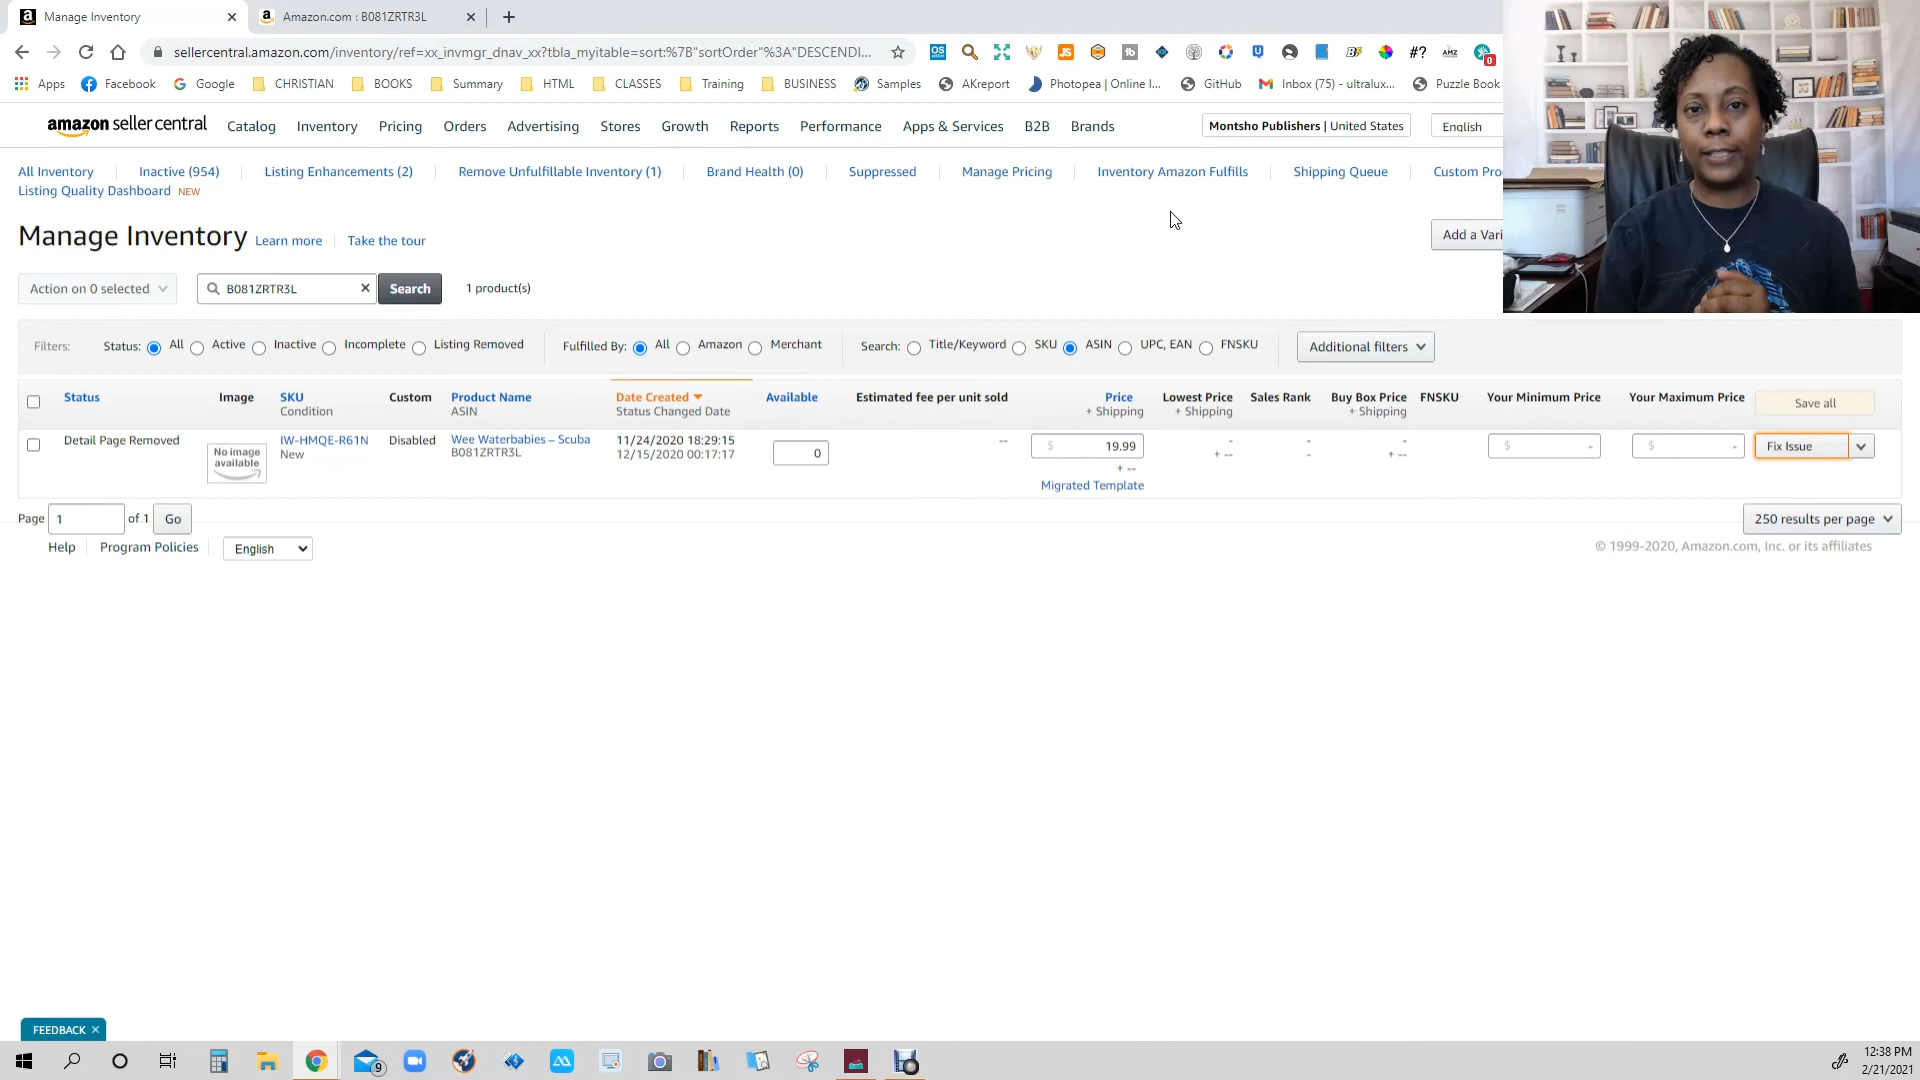 Manage Inventory
Amazon.com : B081ZRTR3L
sellercentral.amazon.com/inventory/ref=xx_invmgr_dnav_xx?tbla_myitable=sort:%7B"sortOrder"%3A"DESCENDI...
Apps Facebook Google CHRISTIAN BOOKS Summary HTML CLASSES Training BUSINESS Samples AKreport Photopea | Online I... GitHub Inbox (75) - ultralux... Puzzle Book
amazon seller central Catalog Inventory Pricing Orders Advertising Stores Growth Reports Performance Apps & Services B2B Brands Montsho Publishers | United States English
All Inventory Inactive (954) Listing Enhancements (2) Remove Unfulfillable Inventory (1) Brand Health (0) Suppressed Manage Pricing Inventory Amazon Fulfills Shipping Queue Custom Pro
Listing Quality Dashboard NEW
Manage Inventory Learn more Take the tour Add a Vari
Action on 0 selected B081ZRTR3L Search 1 product(s)
Filters: Status: All Active Inactive Incomplete Listing Removed Fulfilled By: All Amazon Merchant Search: Title/Keyword SKU ASIN UPC, EAN FNSKU Additional filters
Status Image SKU Custom Product Name Date Created Available Estimated fee per unit sold Price Lowest Price Sales Rank Buy Box Price FNSKU Your Minimum Price Your Maximum Price Save all
Condition ASIN Status Changed Date + Shipping + Shipping + Shipping
Detail Page Removed No image available IW-HMQE-R61N Disabled Wee Waterbabies – Scuba 11/24/2020 18:29:15 0 -- $ 19.99 - - - $ - $ - Fix Issue
New B081ZRTR3L 12/15/2020 00:17:17 + -- + -- - + --
Migrated Template
Page 1 of 1 Go 250 results per page
Help Program Policies English © 1999-2020, Amazon.com, Inc. or its affiliates
FEEDBACK ×
9
12:38 PM
2/21/2021